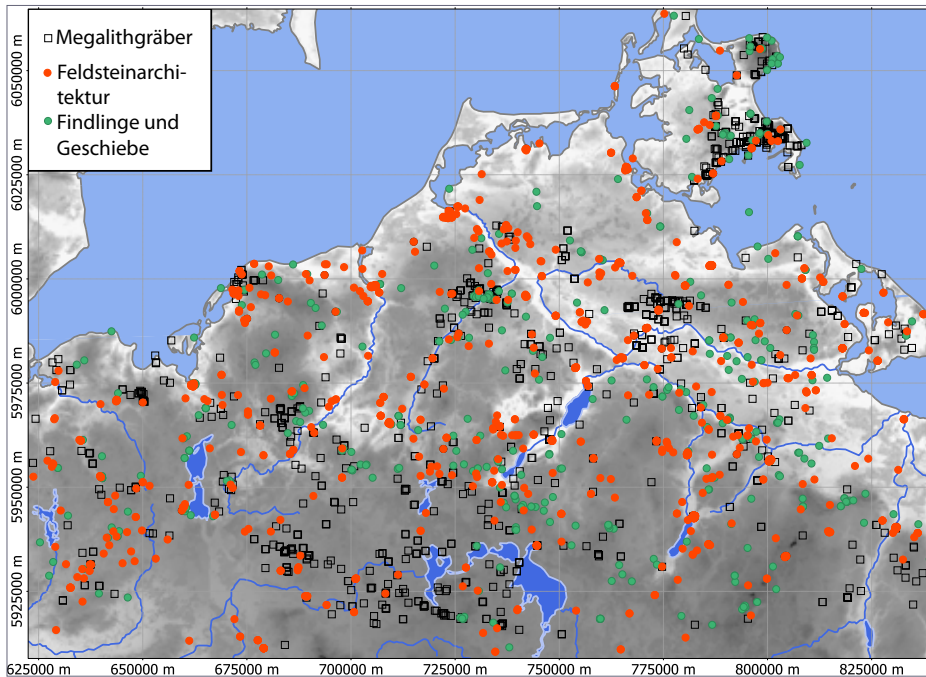 Megalithgräber
Feldsteinarchi-
tektur
Findlinge und
Geschiebe
6050000 m
6025000 m
6000000 m
5975000 m
5950000 m
5925000 m
625000 m
650000 m
675000 m
700000 m
725000 m
750000 m
775000 m
800000 m
825000 m